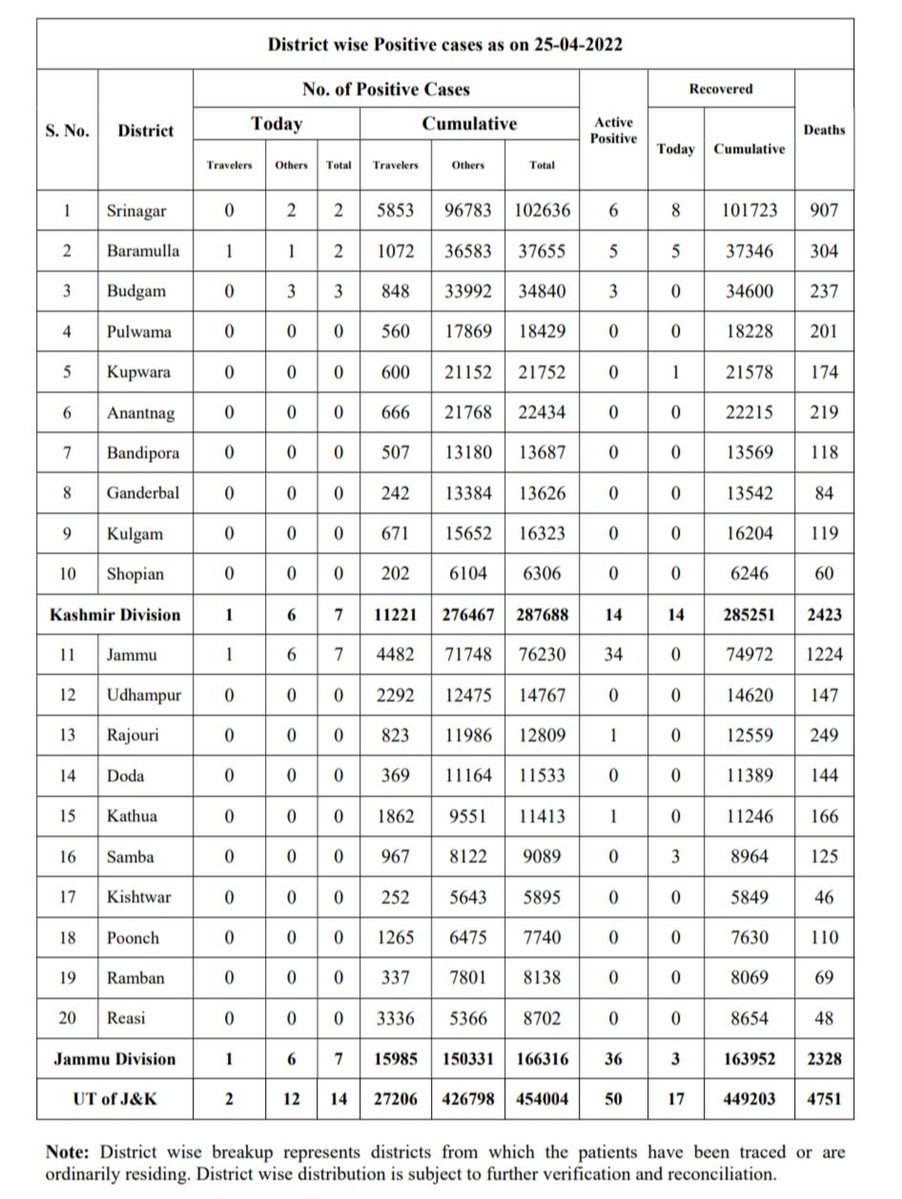 District wise Positive cases as on 25-04-2022
S. No. District No. of Positive Cases Active Positive Recovered Deaths
Today Cumulative Today Cumulative
Travelers Others Total Travelers Others Total
1 Srinagar 0 2 2 5853 96783 102636 6 8 101723 907
2 Baramulla 1 1 2 1072 36583 37655 5 5 37346 304
3 Budgam 0 3 3 848 33992 34840 3 0 34600 237
4 Pulwama 0 0 0 560 17869 18429 0 0 18228 201
5 Kupwara 0 0 0 600 21152 21752 0 1 21578 174
6 Anantnag 0 0 0 666 21768 22434 0 0 22215 219
7 Bandipora 0 0 0 507 13180 13687 0 0 13569 118
8 Ganderbal 0 0 0 242 13384 13626 0 0 13542 84
9 Kulgam 0 0 0 671 15652 16323 0 0 16204 119
10 Shopian 0 0 0 202 6104 6306 0 0 6246 60
Kashmir Division 1 6 7 11221 276467 287688 14 14 285251 2423
11 Jammu 1 6 7 4482 71748 76230 34 0 74972 1224
12 Udhampur 0 0 0 2292 12475 14767 0 0 14620 147
13 Rajouri 0 0 0 823 11986 12809 1 0 12559 249
14 Doda 0 0 0 369 11164 11533 0 0 11389 144
15 Kathua 0 0 0 1862 9551 11413 1 0 11246 166
16 Samba 0 0 0 967 8122 9089 0 3 8964 125
17 Kishtwar 0 0 0 252 5643 5895 0 0 5849 46
18 Poonch 0 0 0 1265 6475 7740 0 0 7630 110
19 Ramban 0 0 0 337 7801 8138 0 0 8069 69
20 Reasi 0 0 0 3336 5366 8702 0 0 8654 48
Jammu Division 1 6 7 15985 150331 166316 36 3 163952 2328
UT of J&K 2 12 14 27206 426798 454004 50 17 449203 4751
Note: District wise breakup represents districts from which the patients have been traced or are
ordinarily residing. District wise distribution is subject to further verification and reconciliation.